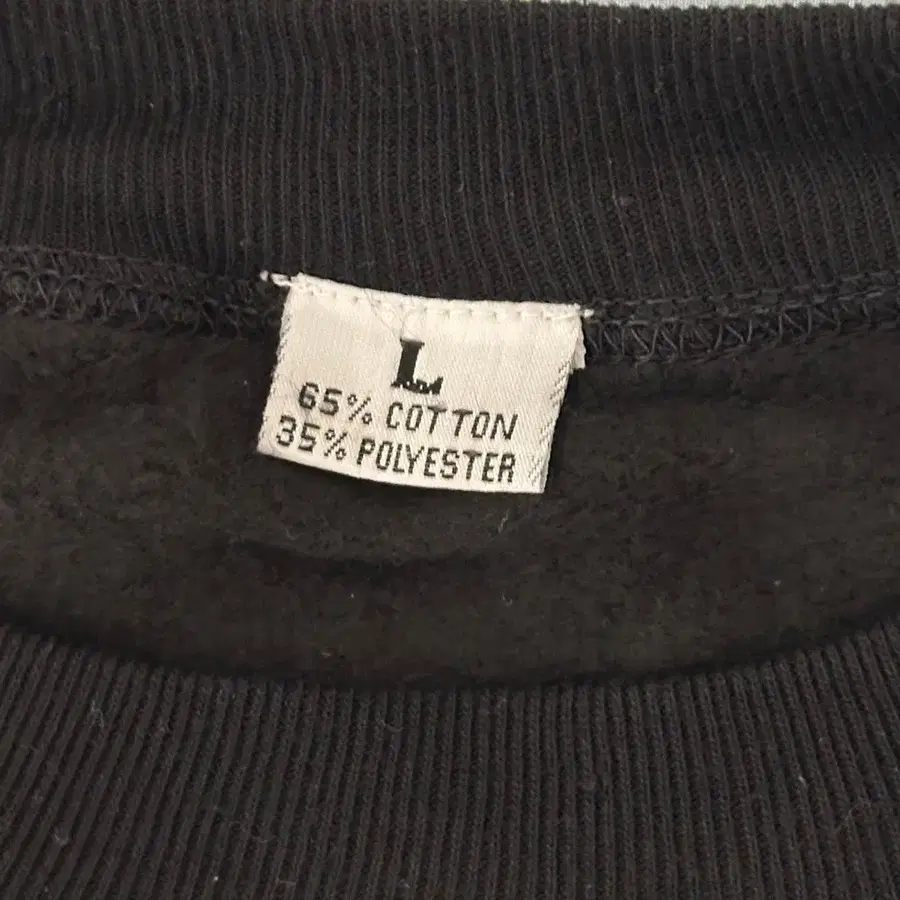 L
65% COTTON
35% POLYESTER